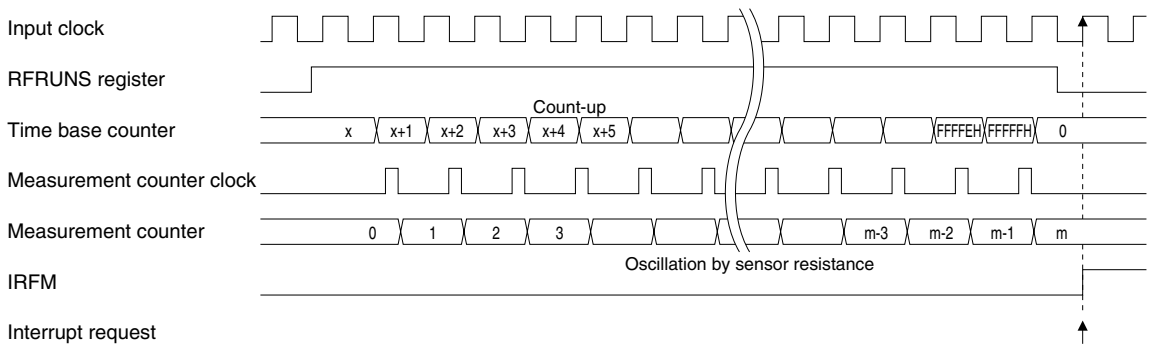 Input clock
RFRUNS register
Count-up
Time base counter x x+1 x+2 x+3 x+4 x+5 FFFFEH FFFFFH 0
Measurement counter clock
Measurement counter 0 1 2 3 m-3 m-2 m-1 m
Oscillation by sensor resistance
IRFM
Interrupt request